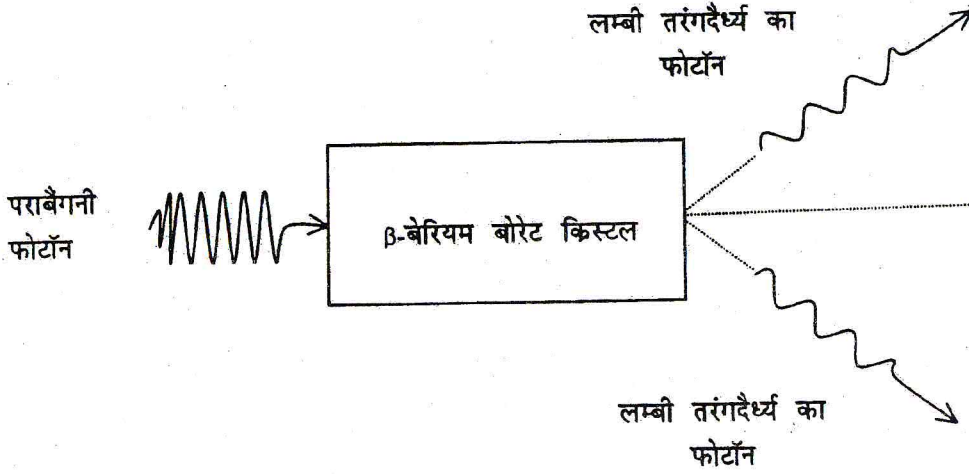 लम्बी तरंगदैर्ध्य का
फोटॉन
पराबैंगनी
फोटॉन
β-बेरियम बोरेट क्रिस्टल
लम्बी तरंगदैर्ध्य का
फोटॉन